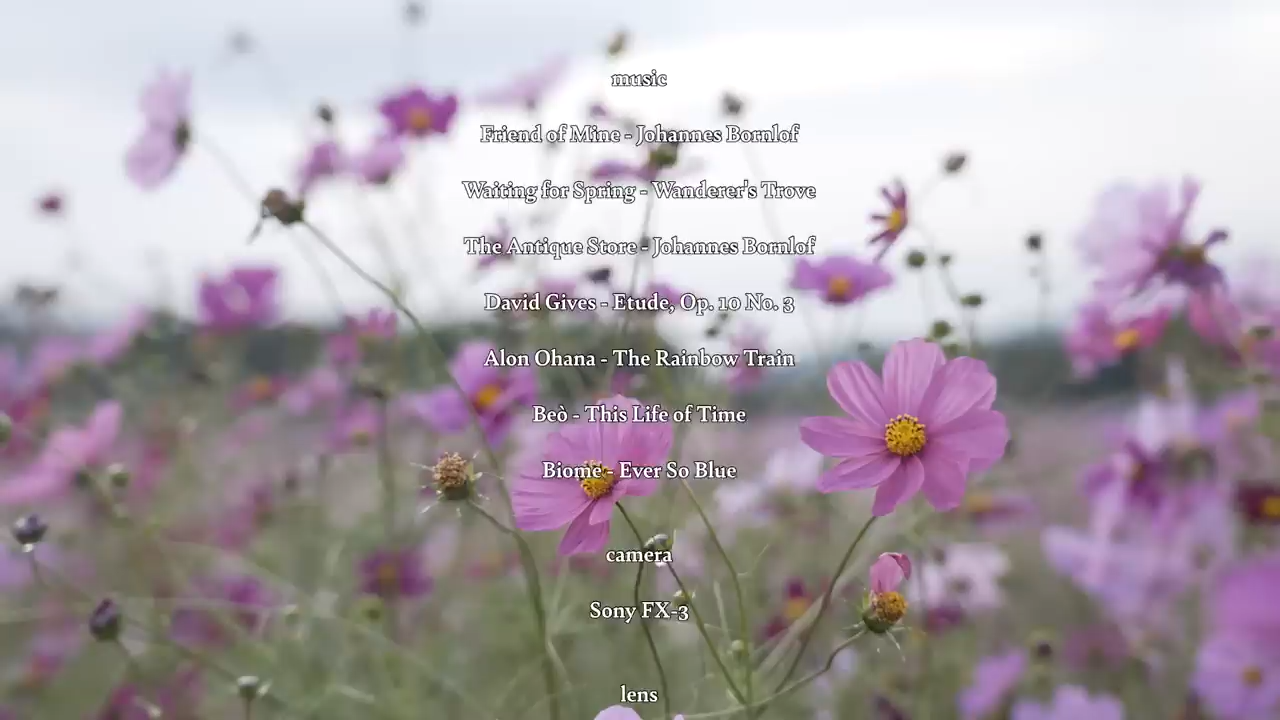 music
Friend of Mine - Johannes Bornlof
Waiting for Spring - Wanderer's Trove
The Antique Store - Johannes Bornlof
David Gives - Etude, Op. 10 No. 3
Alon Ohana - The Rainbow Train
Beò - This Life of Time
Biome - Ever So Blue
camera
Sony FX-3
lens